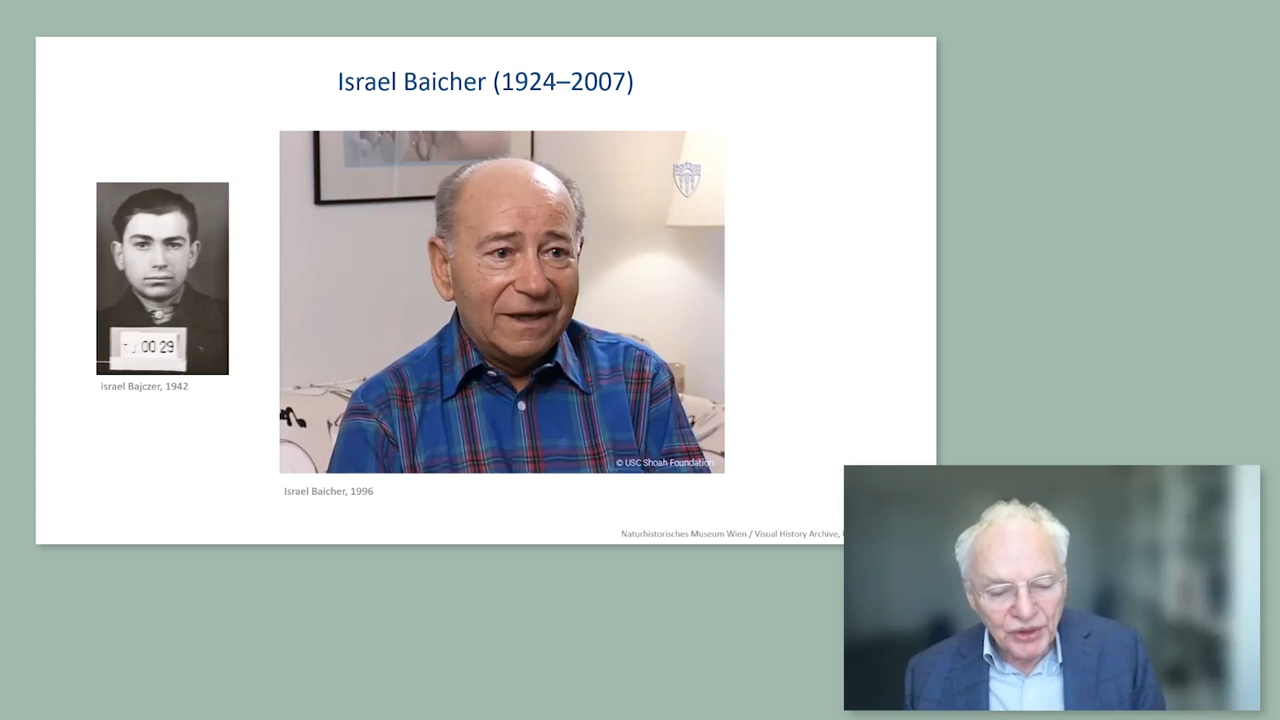 Israel Baicher (1924–2007)
00 29
Israel Bajczer, 1942
© USC Shoah Foundation
Israel Baicher, 1996
Naturhistorisches Museum Wien / Visual History Archive,